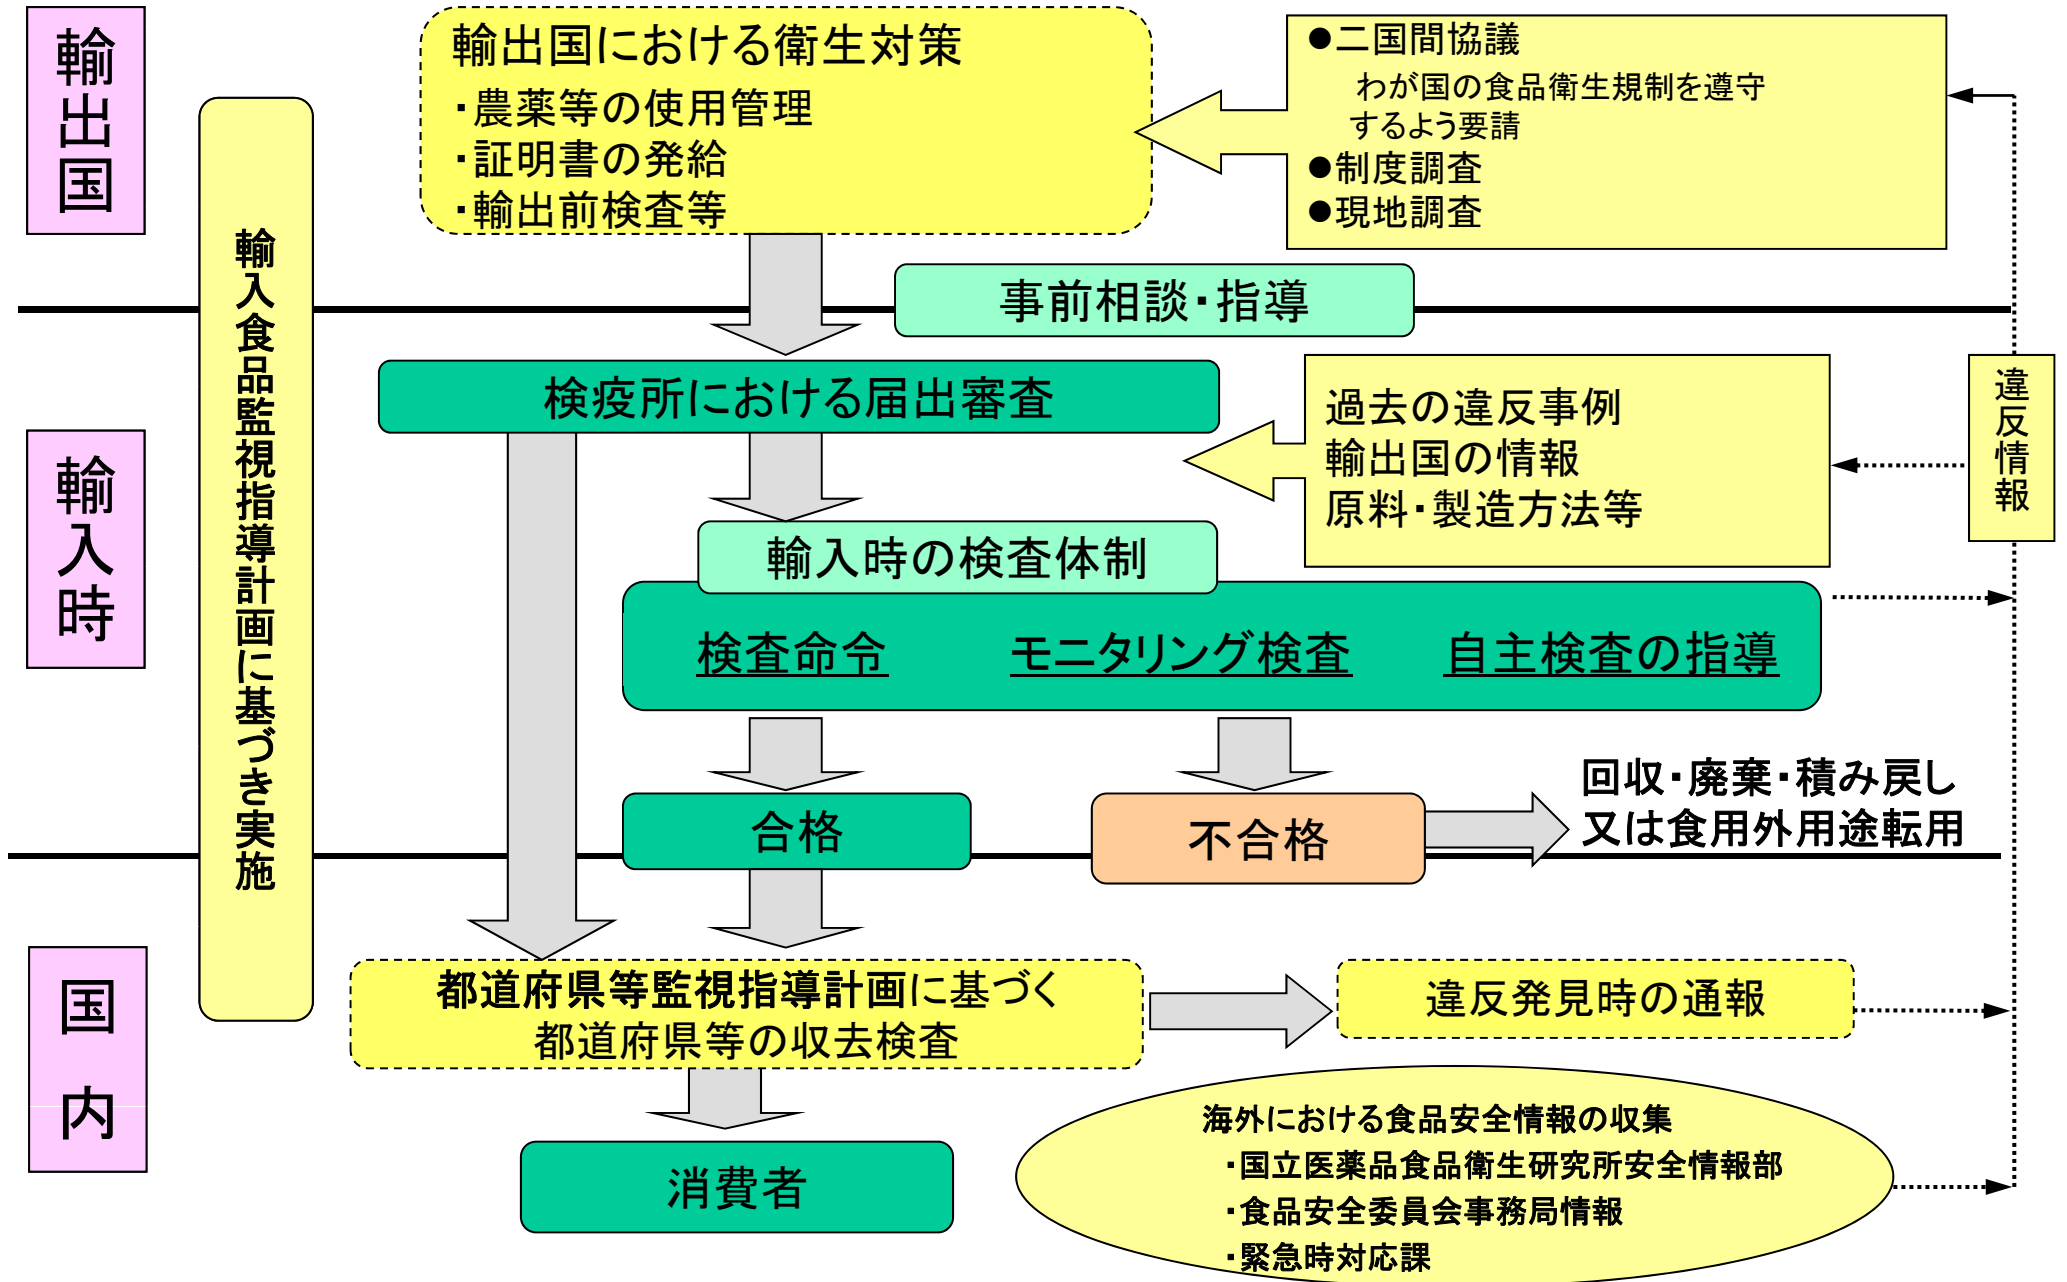 輸出国
輸出国における衛生対策
・農薬等の使用管理
・証明書の発給
・輸出前検査等
●二国間協議
わが国の食品衛生規制を遵守
するよう要請
●制度調査
●現地調査
輸入食品監視指導計画に基づき実施
事前相談・指導
輸入時
検疫所における届出審査
過去の違反事例
輸出国の情報
原料・製造方法等
違反情報
輸入時の検査体制
検査命令 モニタリング検査 自主検査の指導
合格
不合格
回収・廃棄・積み戻し
又は食用外用途転用
国内
都道府県等監視指導計画に基づく
都道府県等の収去検査
違反発見時の通報
消費者
海外における食品安全情報の収集
・国立医薬品食品衛生研究所安全情報部
・食品安全委員会事務局情報
・緊急時対応課